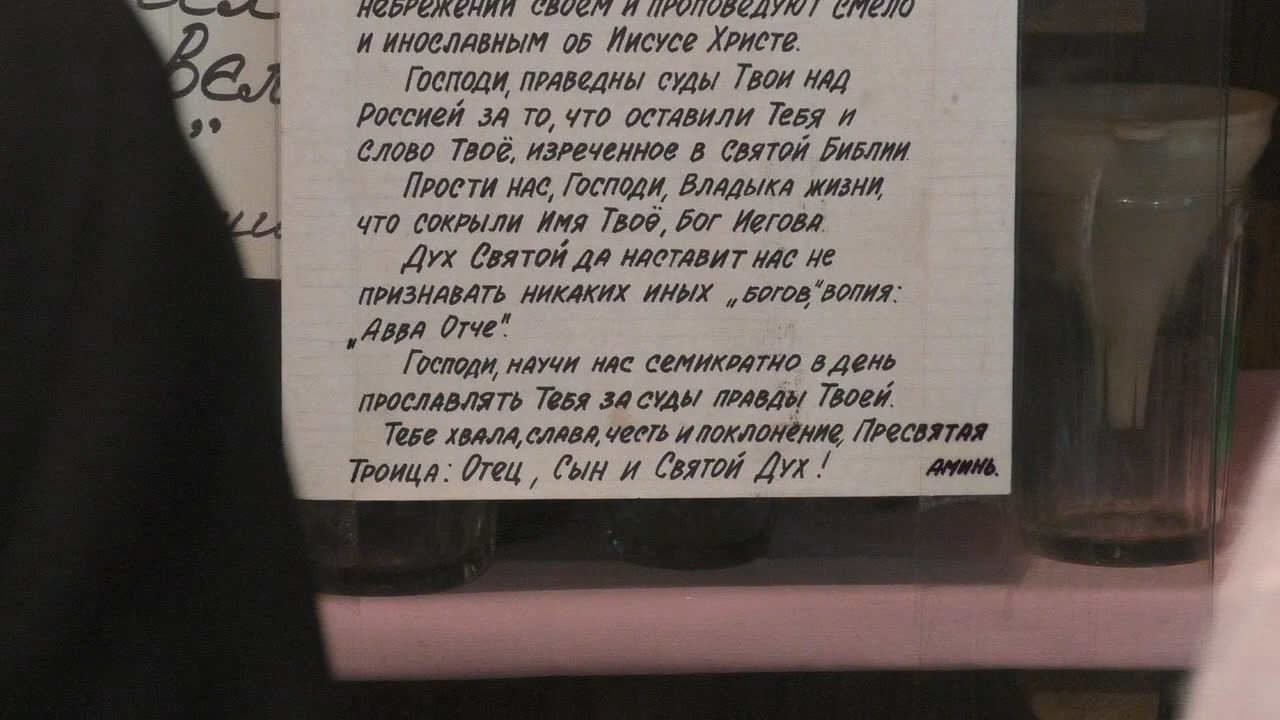 Вел
”
небрежении своем и проповедуют смело
и инославным об Иисусе Христе.
Господи, праведны суды Твои над
Россией за то, что оставили Тебя и
слово Твоё, изреченное в святой Библии.
Прости нас, Господи, Владыка жизни,
что сокрыли Имя Твоё, Бог Иегова.
Дух Святой да наставит нас не
признавать никаких иных „богов,“ вопия:
„Авва Отче“.
Господи, научи нас семикратно в день
прославлять Тебя за суды правды Твоей.
Тебе хвала, слава, честь и поклонение, Пресвятая
Троица: Отец, Сын и Святой Дух!
аминь.